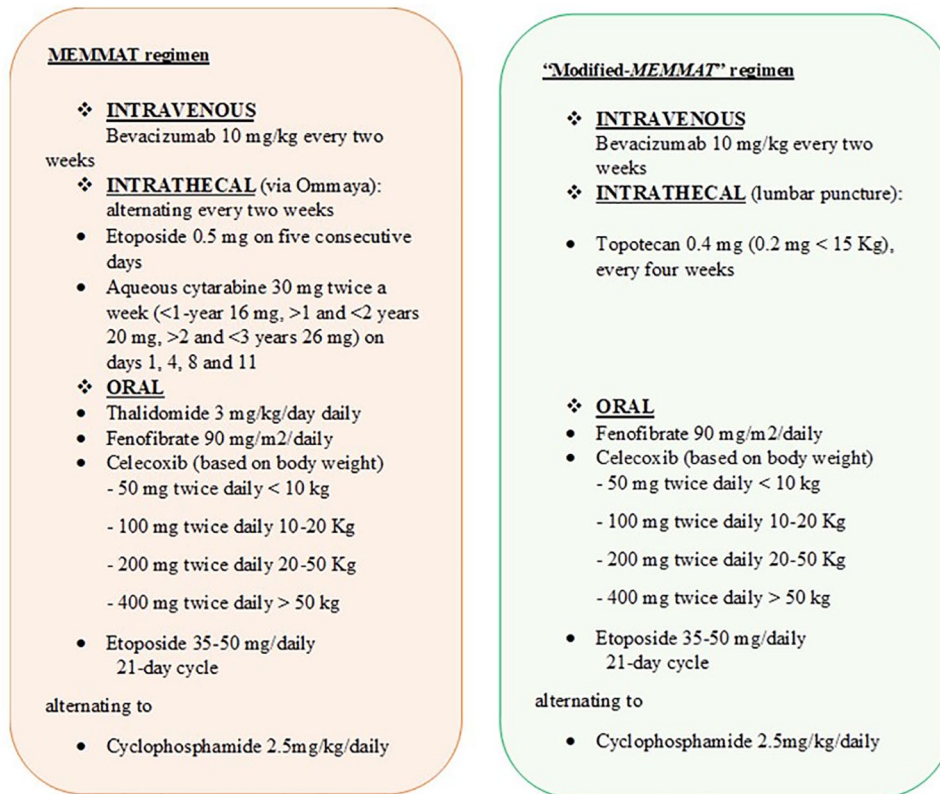 MEMMAT regimen
❖ INTRAVENOUS
Bevacizumab 10 mg/kg every two
weeks
❖ INTRATHECAL (via Ommaya):
alternating every two weeks
• Etoposide 0.5 mg on five consecutive
days
• Aqueous cytarabine 30 mg twice a
week (<1-year 16 mg, >1 and <2 years
20 mg, >2 and <3 years 26 mg) on
days 1, 4, 8 and 11
❖ ORAL
• Thalidomide 3 mg/kg/day daily
• Fenofibrate 90 mg/m2/daily
• Celecoxib (based on body weight)
- 50 mg twice daily < 10 kg
- 100 mg twice daily 10-20 Kg
- 200 mg twice daily 20-50 Kg
- 400 mg twice daily > 50 kg
• Etoposide 35-50 mg/daily
21-day cycle
alternating to
• Cyclophosphamide 2.5mg/kg/daily
“Modified-MEMMAT” regimen
❖ INTRAVENOUS
Bevacizumab 10 mg/kg every two
weeks
❖ INTRATHECAL (lumbar puncture):
• Topotecan 0.4 mg (0.2 mg < 15 Kg),
every four weeks
❖ ORAL
• Fenofibrate 90 mg/m2/daily
• Celecoxib (based on body weight)
- 50 mg twice daily < 10 kg
- 100 mg twice daily 10-20 Kg
- 200 mg twice daily 20-50 Kg
- 400 mg twice daily > 50 kg
• Etoposide 35-50 mg/daily
21-day cycle
alternating to
• Cyclophosphamide 2.5mg/kg/daily